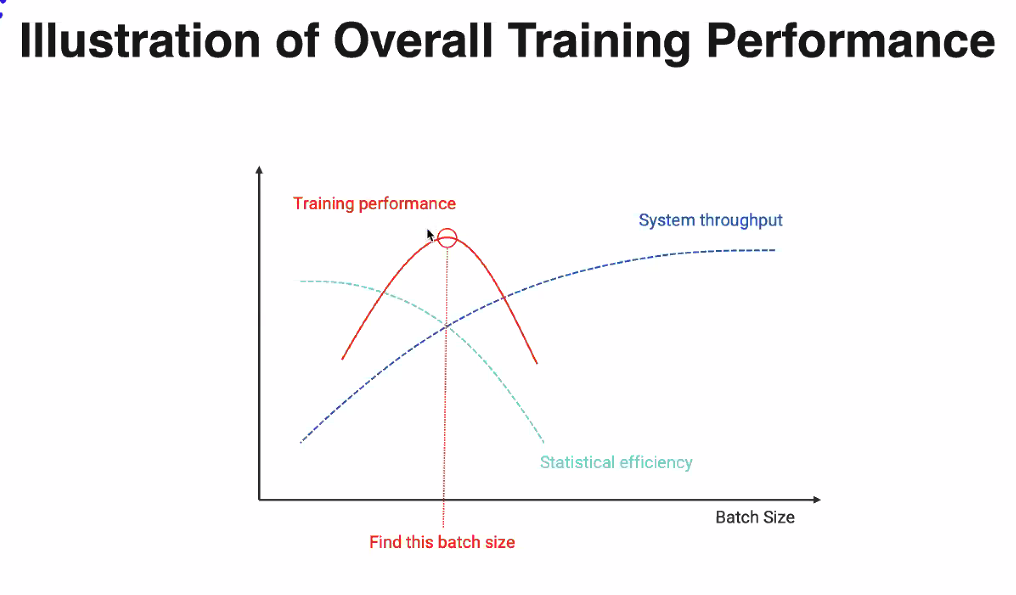 Illustration of Overall Training Performance
Training performance
System throughput
Statistical efficiency
Batch Size
Find this batch size